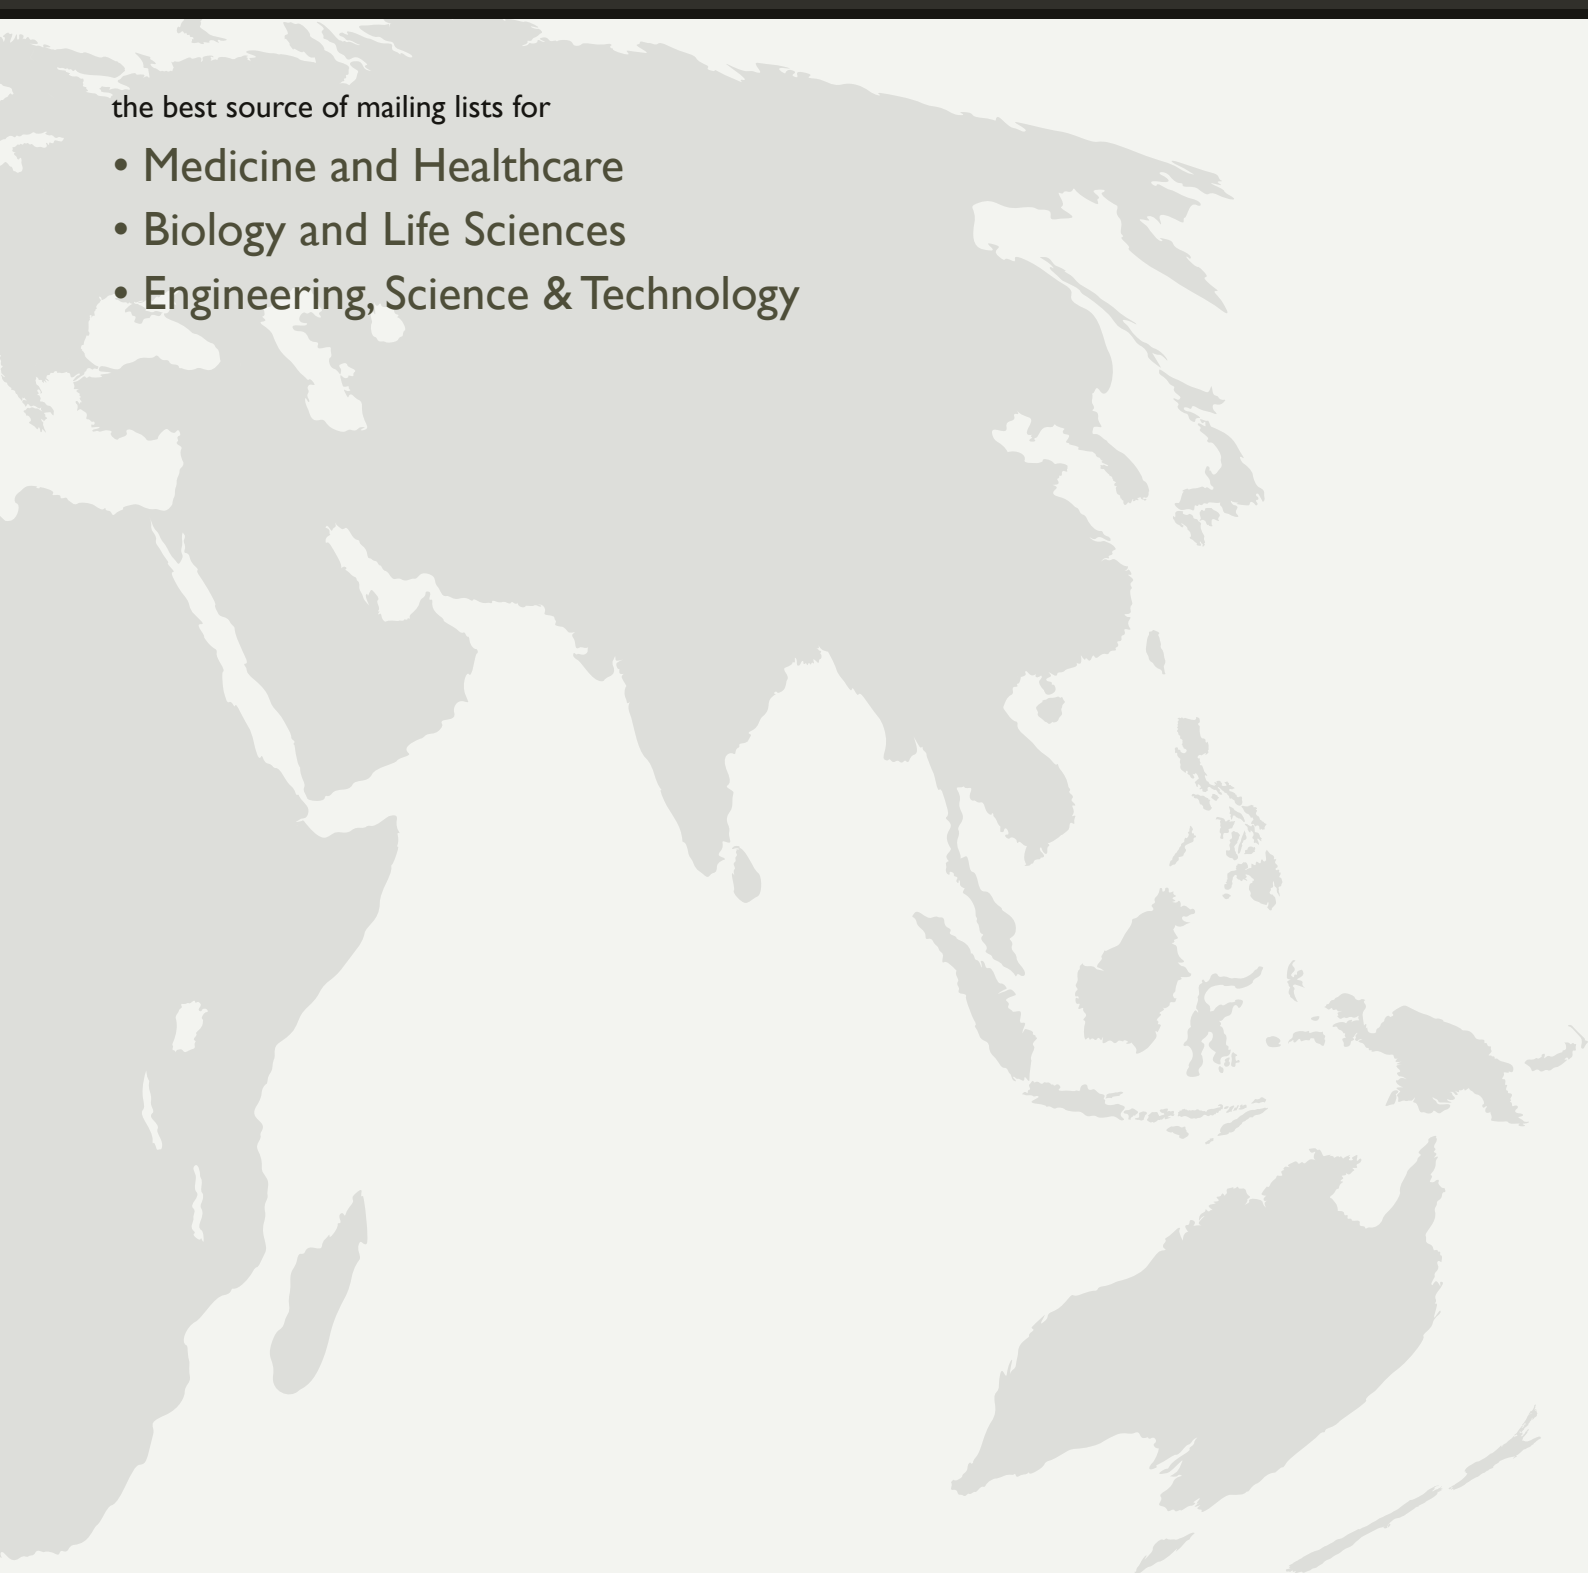 the best source of mailing lists for
• Medicine and Healthcare
• Biology and Life Sciences
• Engineering, Science & Technology